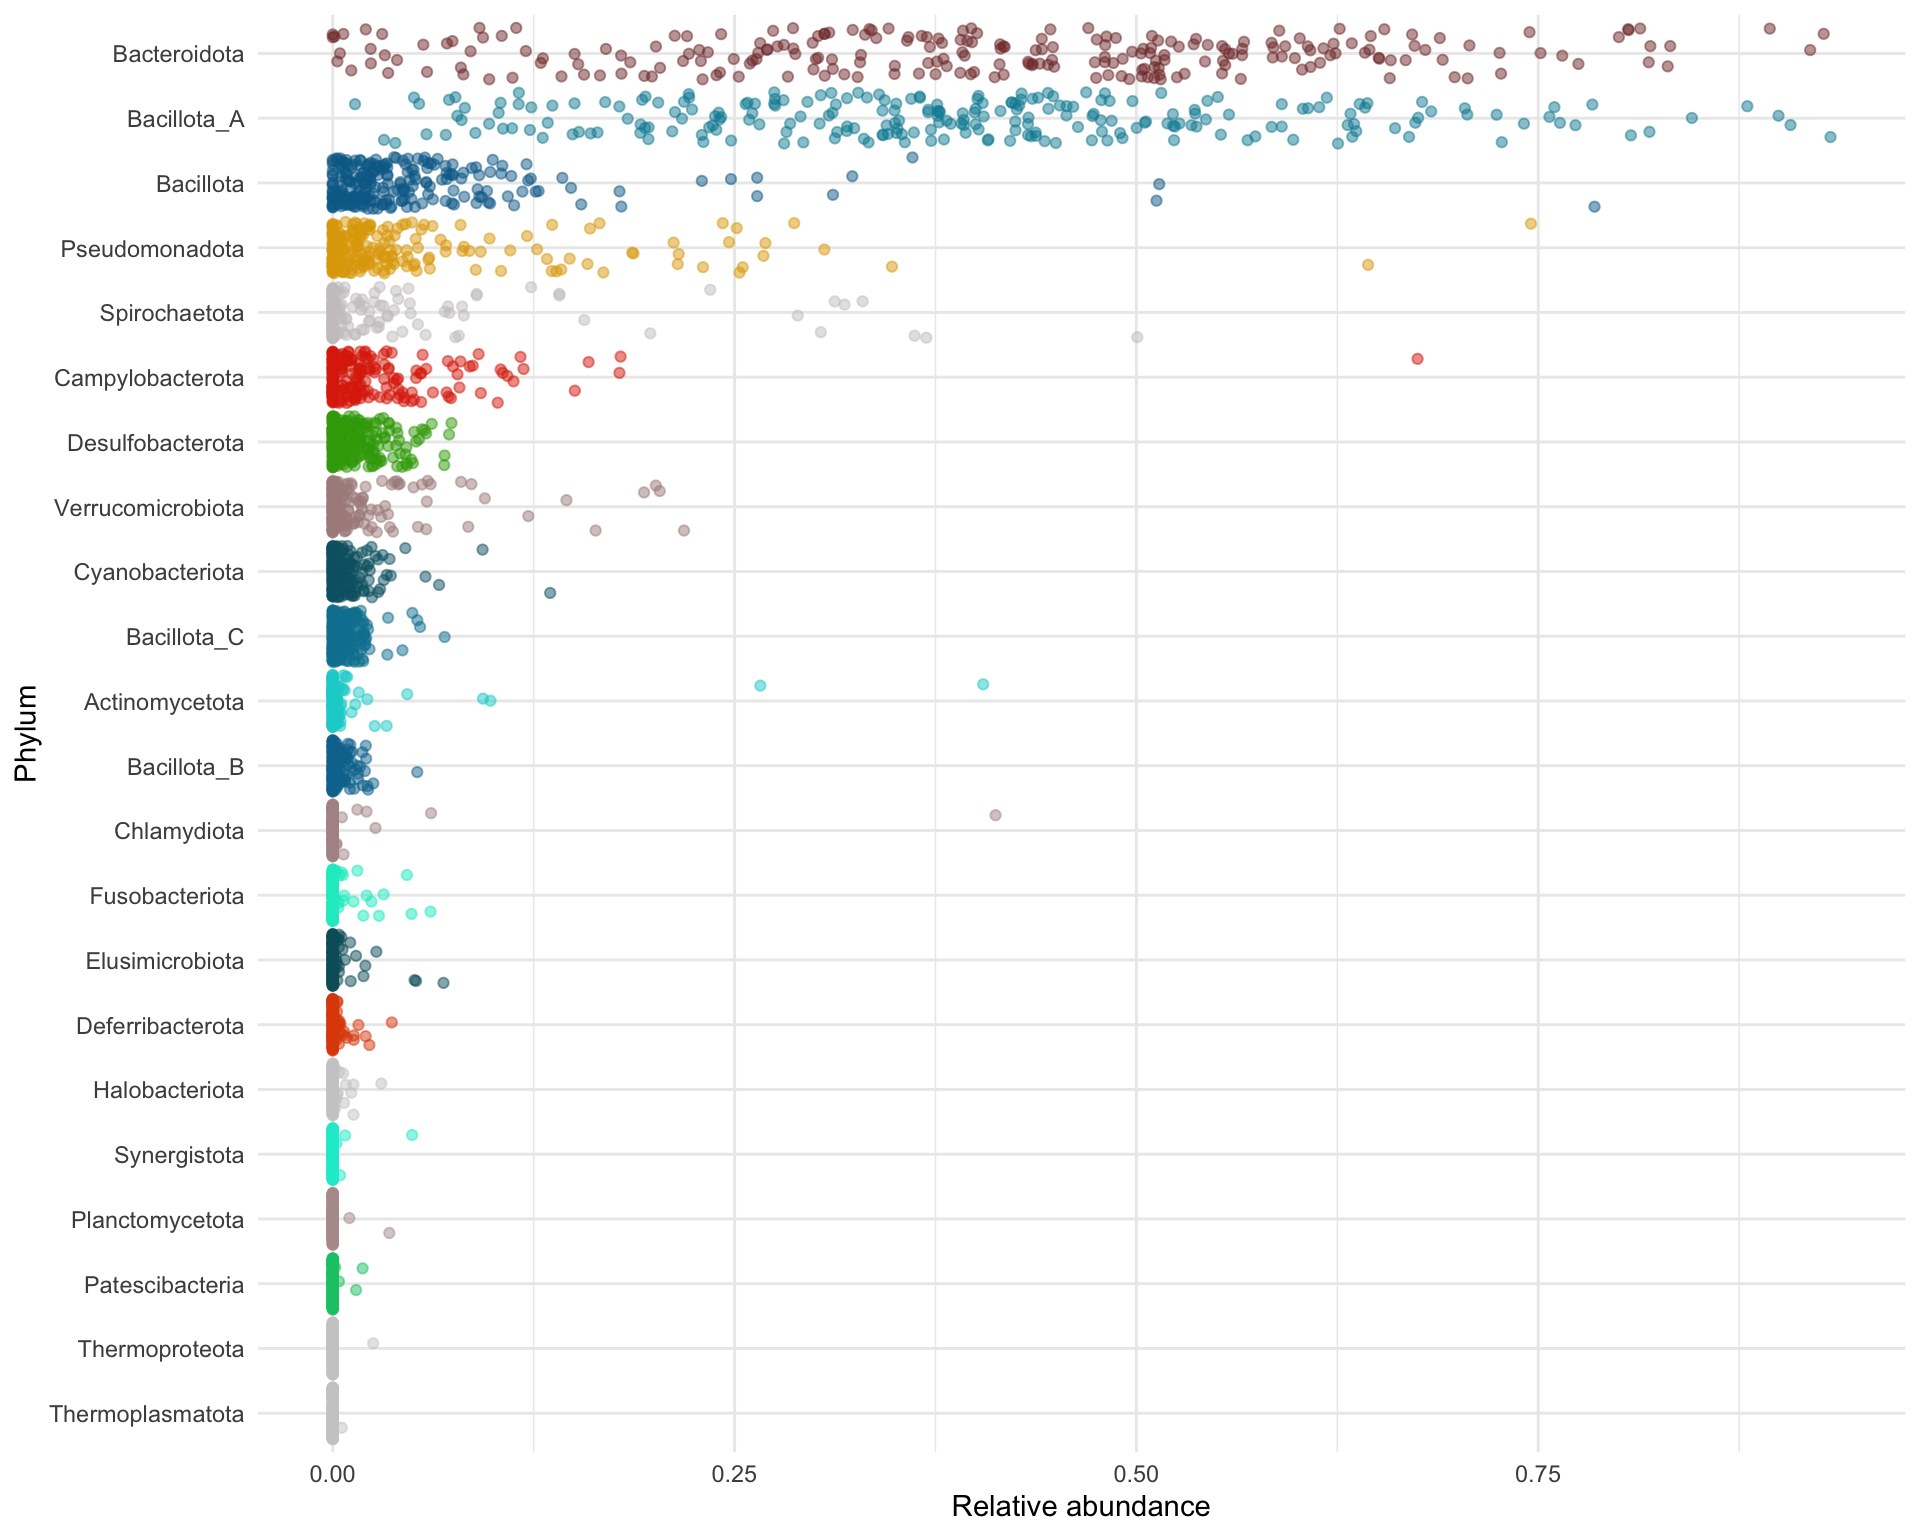 Bacteroidota
Bacillota_A
Bacillota
Pseudomonadota
Spirochaetota
Campylobacterota
Desulfobacterota
Verrucomicrobiota
Cyanobacteriota
Bacillota_C
Actinomycetota
Bacillota_B
Chlamydiota
Fusobacteriota
Elusimicrobiota
Deferribacterota
Halobacteriota
Synergistota
Planctomycetota
Patescibacteria
Thermoproteota
Thermoplasmatota
Phylum
0.00 0.25 0.50 0.75
Relative abundance